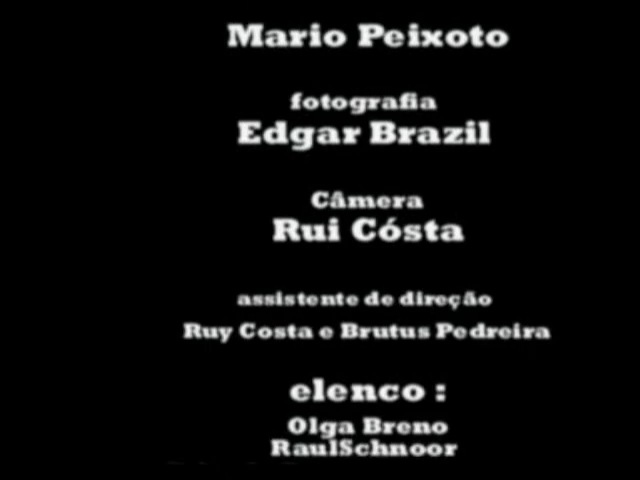 Mario Peixoto
fotografia
Edgar Brazil
Câmera
Rui Cósta
assistente de direção
Ruy Costa e Brutus Pedreira
elenco :
Olga Breno
RaulSchnoor